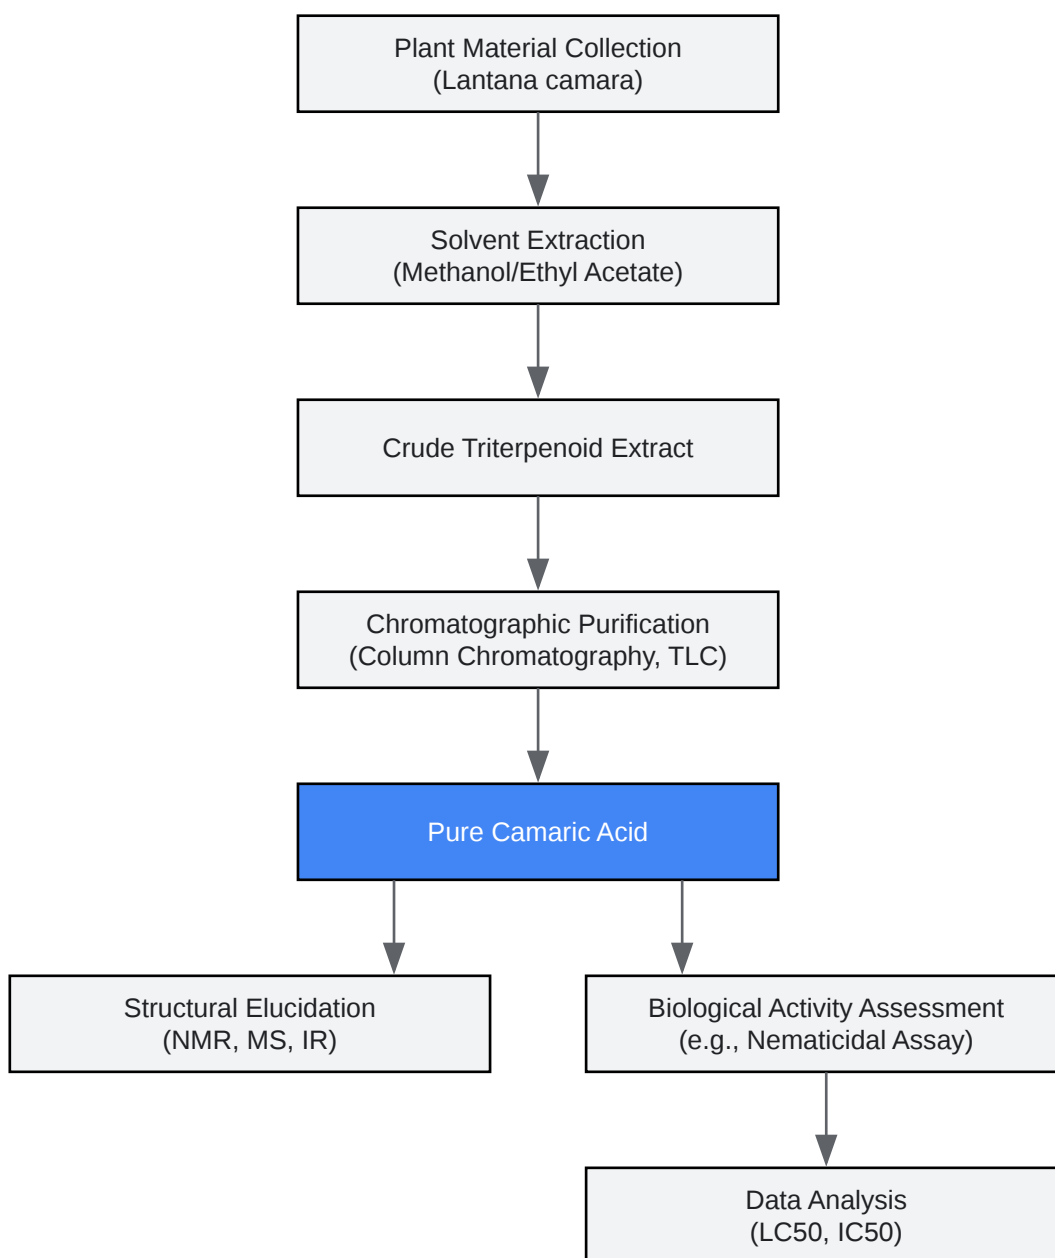 Plant Material Collection
(Lantana camara)
Solvent Extraction
(Methanol/Ethyl Acetate)
Crude Triterpenoid Extract
Chromatographic Purification
(Column Chromatography, TLC)
Pure Camaric Acid
Structural Elucidation
(NMR, MS, IR)
Biological Activity Assessment
(e.g., Nematicidal Assay)
Data Analysis
(LC50, IC50)